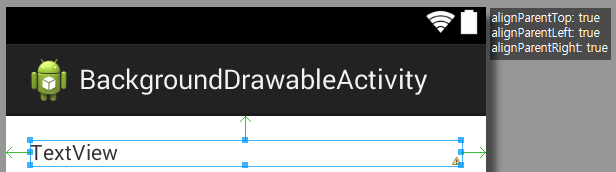 alignParentTop: true
alignParentLeft: true
alignParentRight: true
BackgroundDrawableActivity
TextView